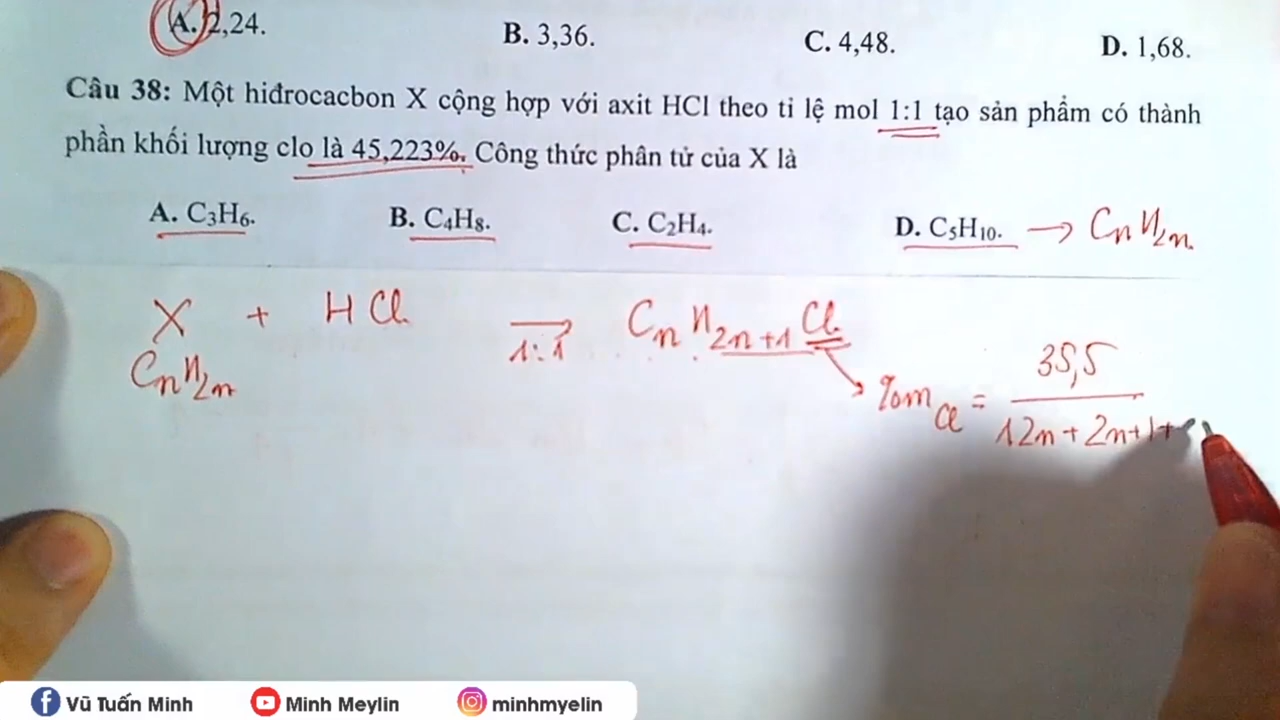 A. 2,24. B. 3,36. C. 4,48. D. 1,68.
Câu 38: Một hiđrocacbon X cộng hợp với axit HCl theo tỉ lệ mol 1:1 tạo sản phẩm có thành
phần khối lượng clo là 45,223%. Công thức phân tử của X là
A. C₃H₆. B. C₄H₈. C. C₂H₄. D. C₅H₁₀. → CₙH₂ₙ
X + HCl →1:1 CₙH₂ₙ₊₁Cl
CₙH₂ₙ
%m Cl = 35,5
12n + 2n+1+
Vũ Tuấn Minh Minh Meylin minhmyelin